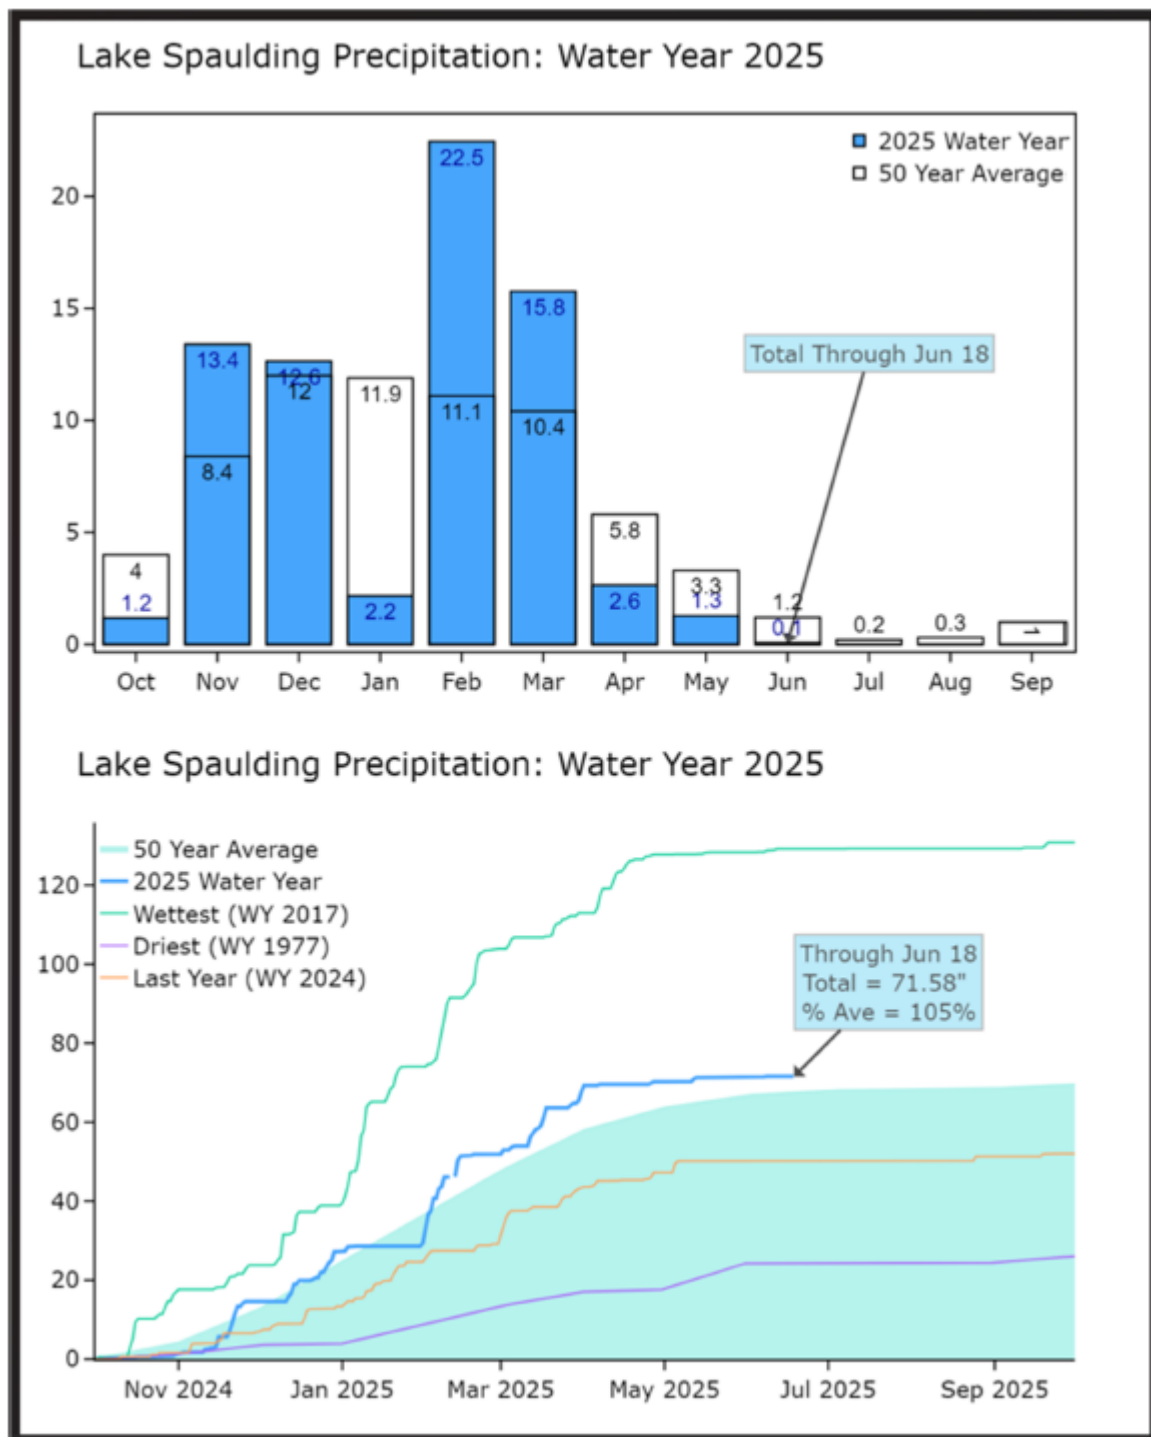 Lake Spaulding Precipitation: Water Year 2025
2025 Water Year
50 Year Average
20
15
10
5
0
22.5
15.8
13.4
12.6
12
11.9
11.1
10.4
8.4
5.8
4
1.2
2.2
2.6
3.3
1.3
1.2
0.1
0.2
0.3
1
Total Through Jun 18
Oct Nov Dec Jan Feb Mar Apr May Jun Jul Aug Sep
Lake Spaulding Precipitation: Water Year 2025
50 Year Average
2025 Water Year
Wettest (WY 2017)
Driest (WY 1977)
Last Year (WY 2024)
120
100
80
60
40
20
0
Through Jun 18
Total = 71.58"
% Ave = 105%
Nov 2024 Jan 2025 Mar 2025 May 2025 Jul 2025 Sep 2025